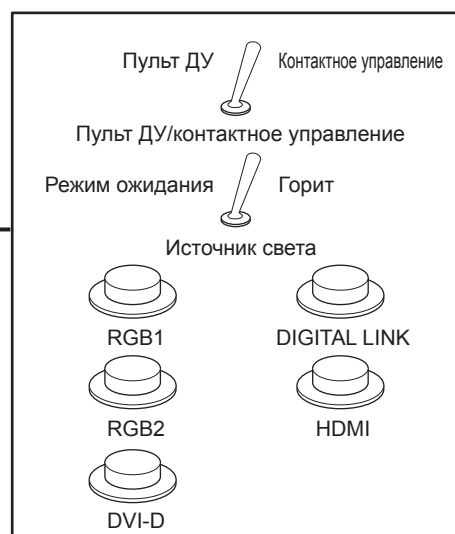 Пульт ДУ Контактное управление
Пульт ДУ/контактное управление
Режим ожидания Горит
Источник света
RGB1 DIGITAL LINK
RGB2 HDMI
DVI-D